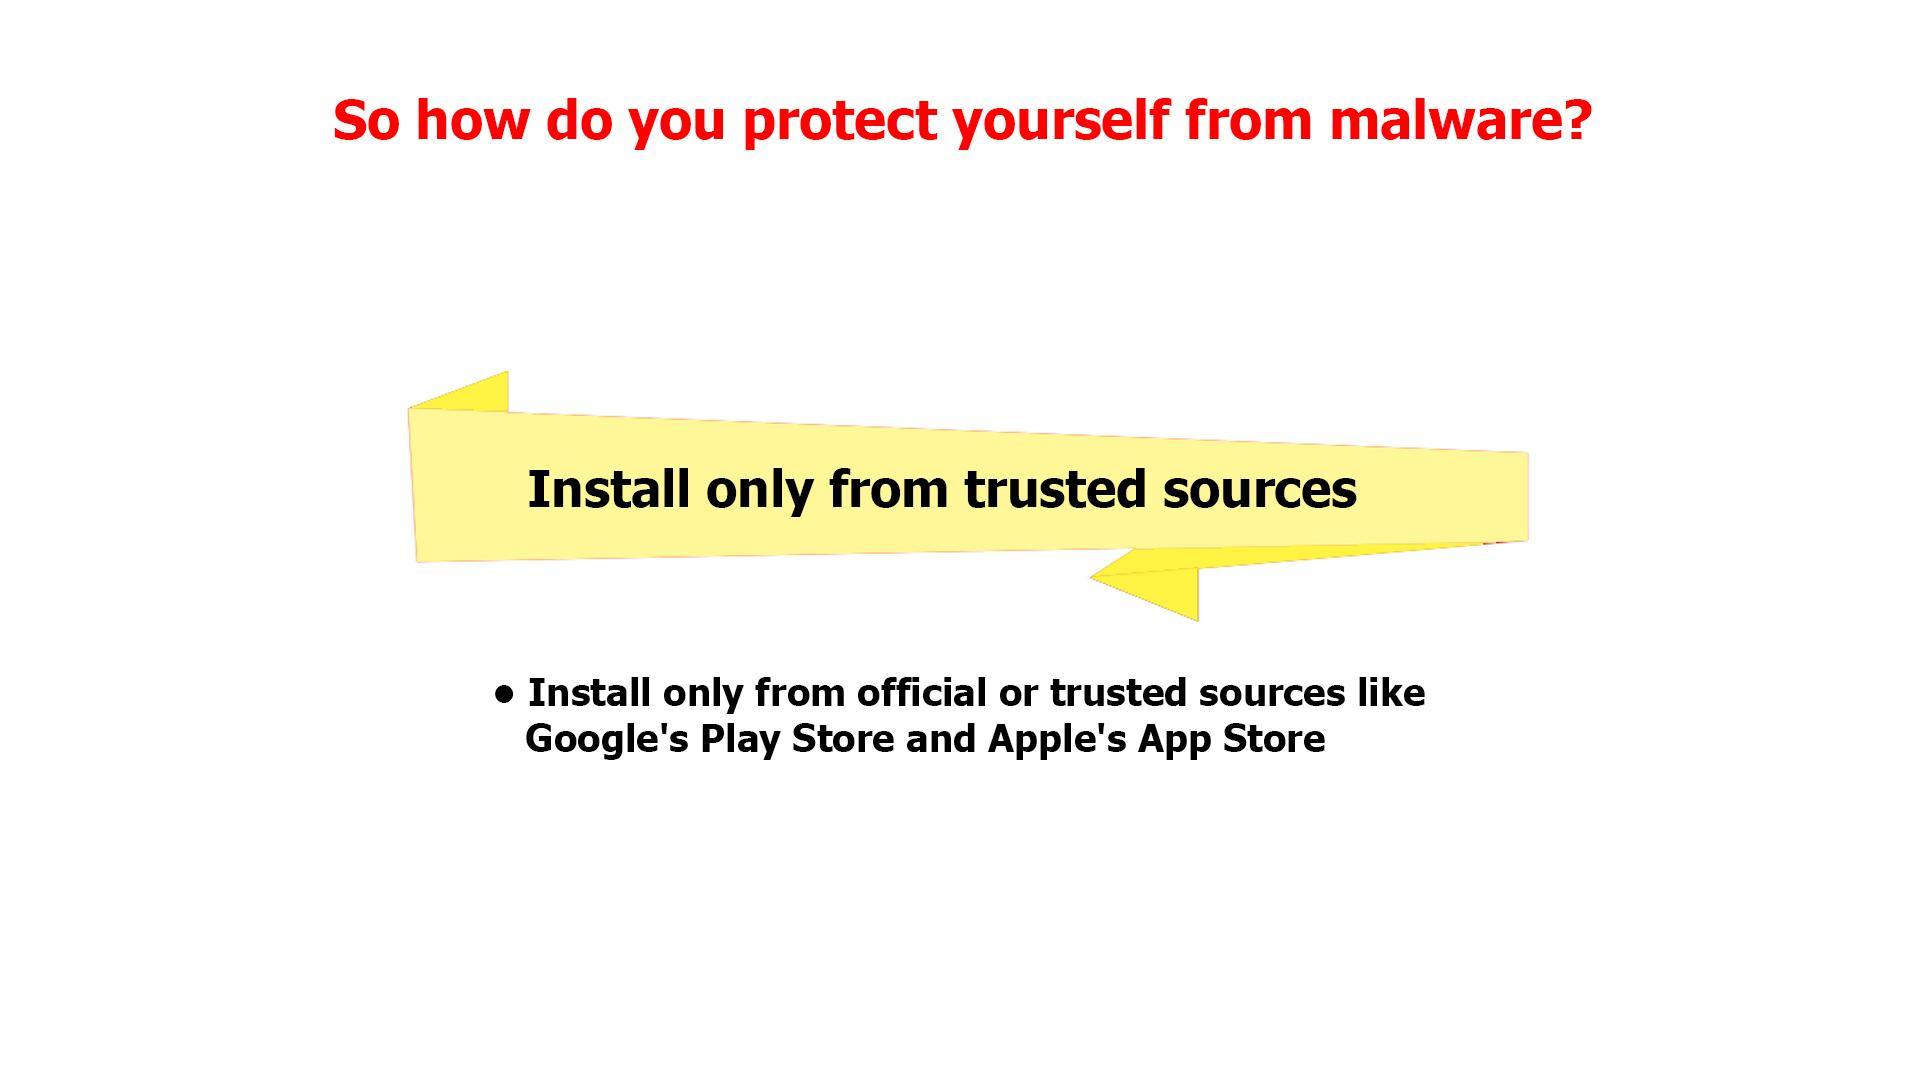 So how do you protect yourself from malware?
Install only from trusted sources
• Install only from official or trusted sources like
Google's Play Store and Apple's App Store